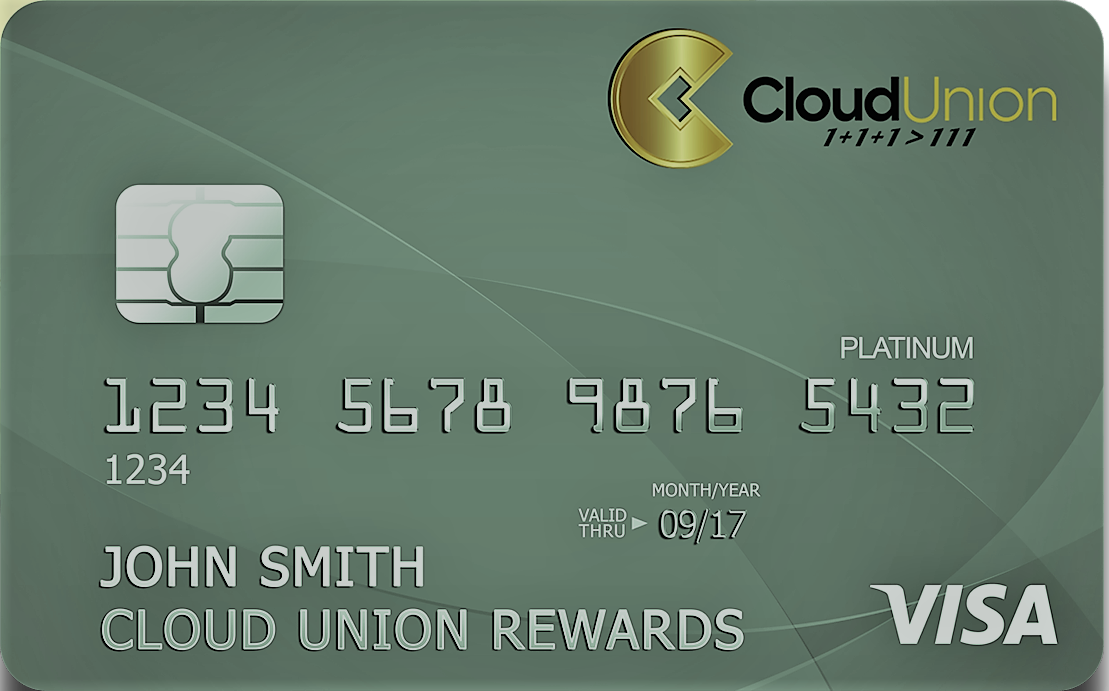 CloudUnion
1+1+1>111
PLATINUM
1234 5678 9876 5432
1234
MONTH/YEAR
VALID THRU 09/17
JOHN SMITH
CLOUD UNION REWARDS
VISA